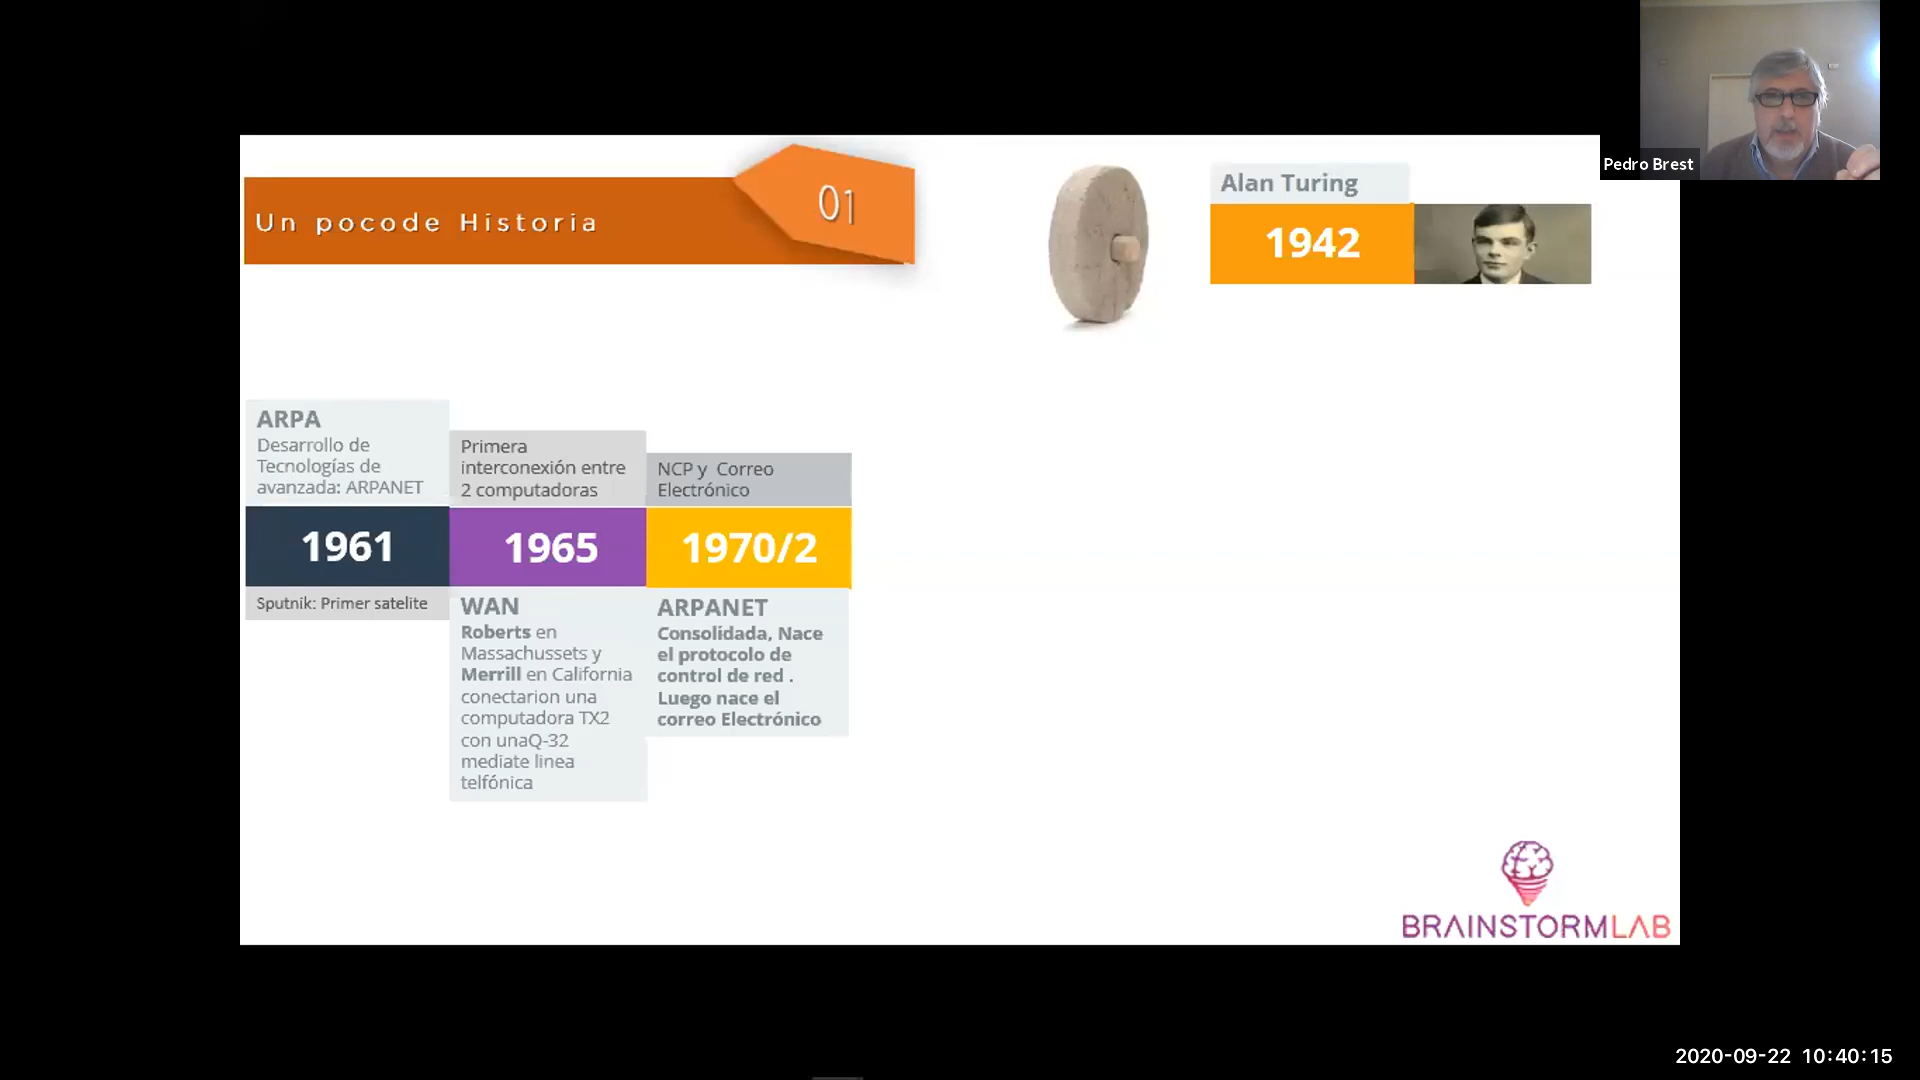 Un pocode Historia
01
Alan Turing
1942
Pedro Brest
ARPA
Desarrollo de
Tecnologías de
avanzada: ARPANET
1961
Sputnik: Primer satelite
Primera
interconexión entre
2 computadoras
1965
WAN
Roberts en
Massachussets y
Merrill en California
conectarion una
computadora TX2
con unaQ-32
mediate linea
telfónica
NCP y Correo
Electrónico
1970/2
ARPANET
Consolidada, Nace
el protocolo de
control de red .
Luego nace el
correo Electrónico
BRAINSTORMLAB
2020-09-22 10:40:15